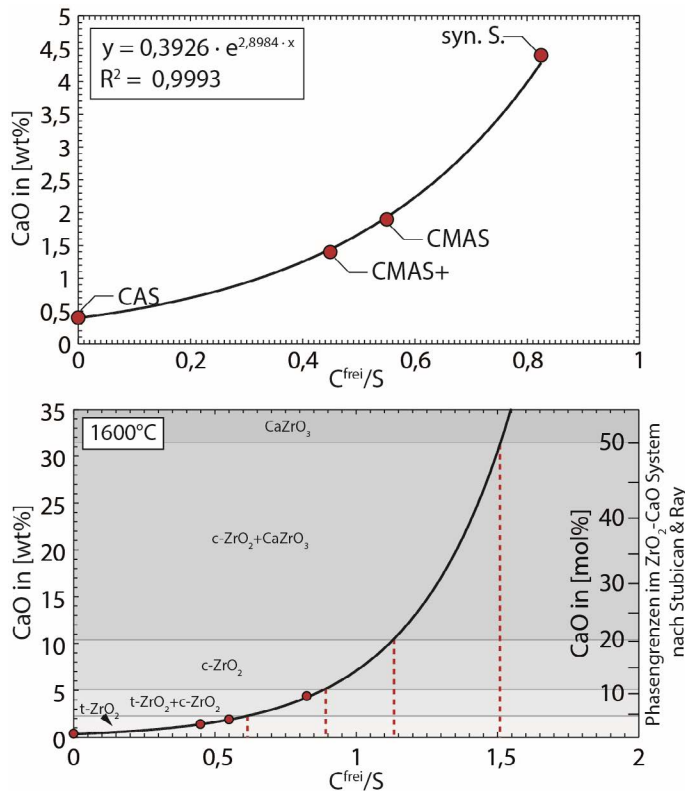 5
4,5
4
3,5
3
2,5
2
1,5
1
0,5
0
CaO in [wt%]
y = 0,3926 · e^2,8984 · x
R² = 0,9993
syn. S.
CMAS
CMAS+
CAS
0 0,2 0,4 0,6 0,8 1
C^frei/S
35
30
25
20
15
10
5
0
CaO in [wt%]
1600°C
CaZrO₃
c-ZrO₂+CaZrO₃
c-ZrO₂
t-ZrO₂+c-ZrO₂
t-ZrO₂
50
40
30
20
10
CaO in [mol%]
Phasengrenzen im ZrO₂-CaO System
nach Stubican & Ray
0 0,5 1 1,5 2
C^frei/S